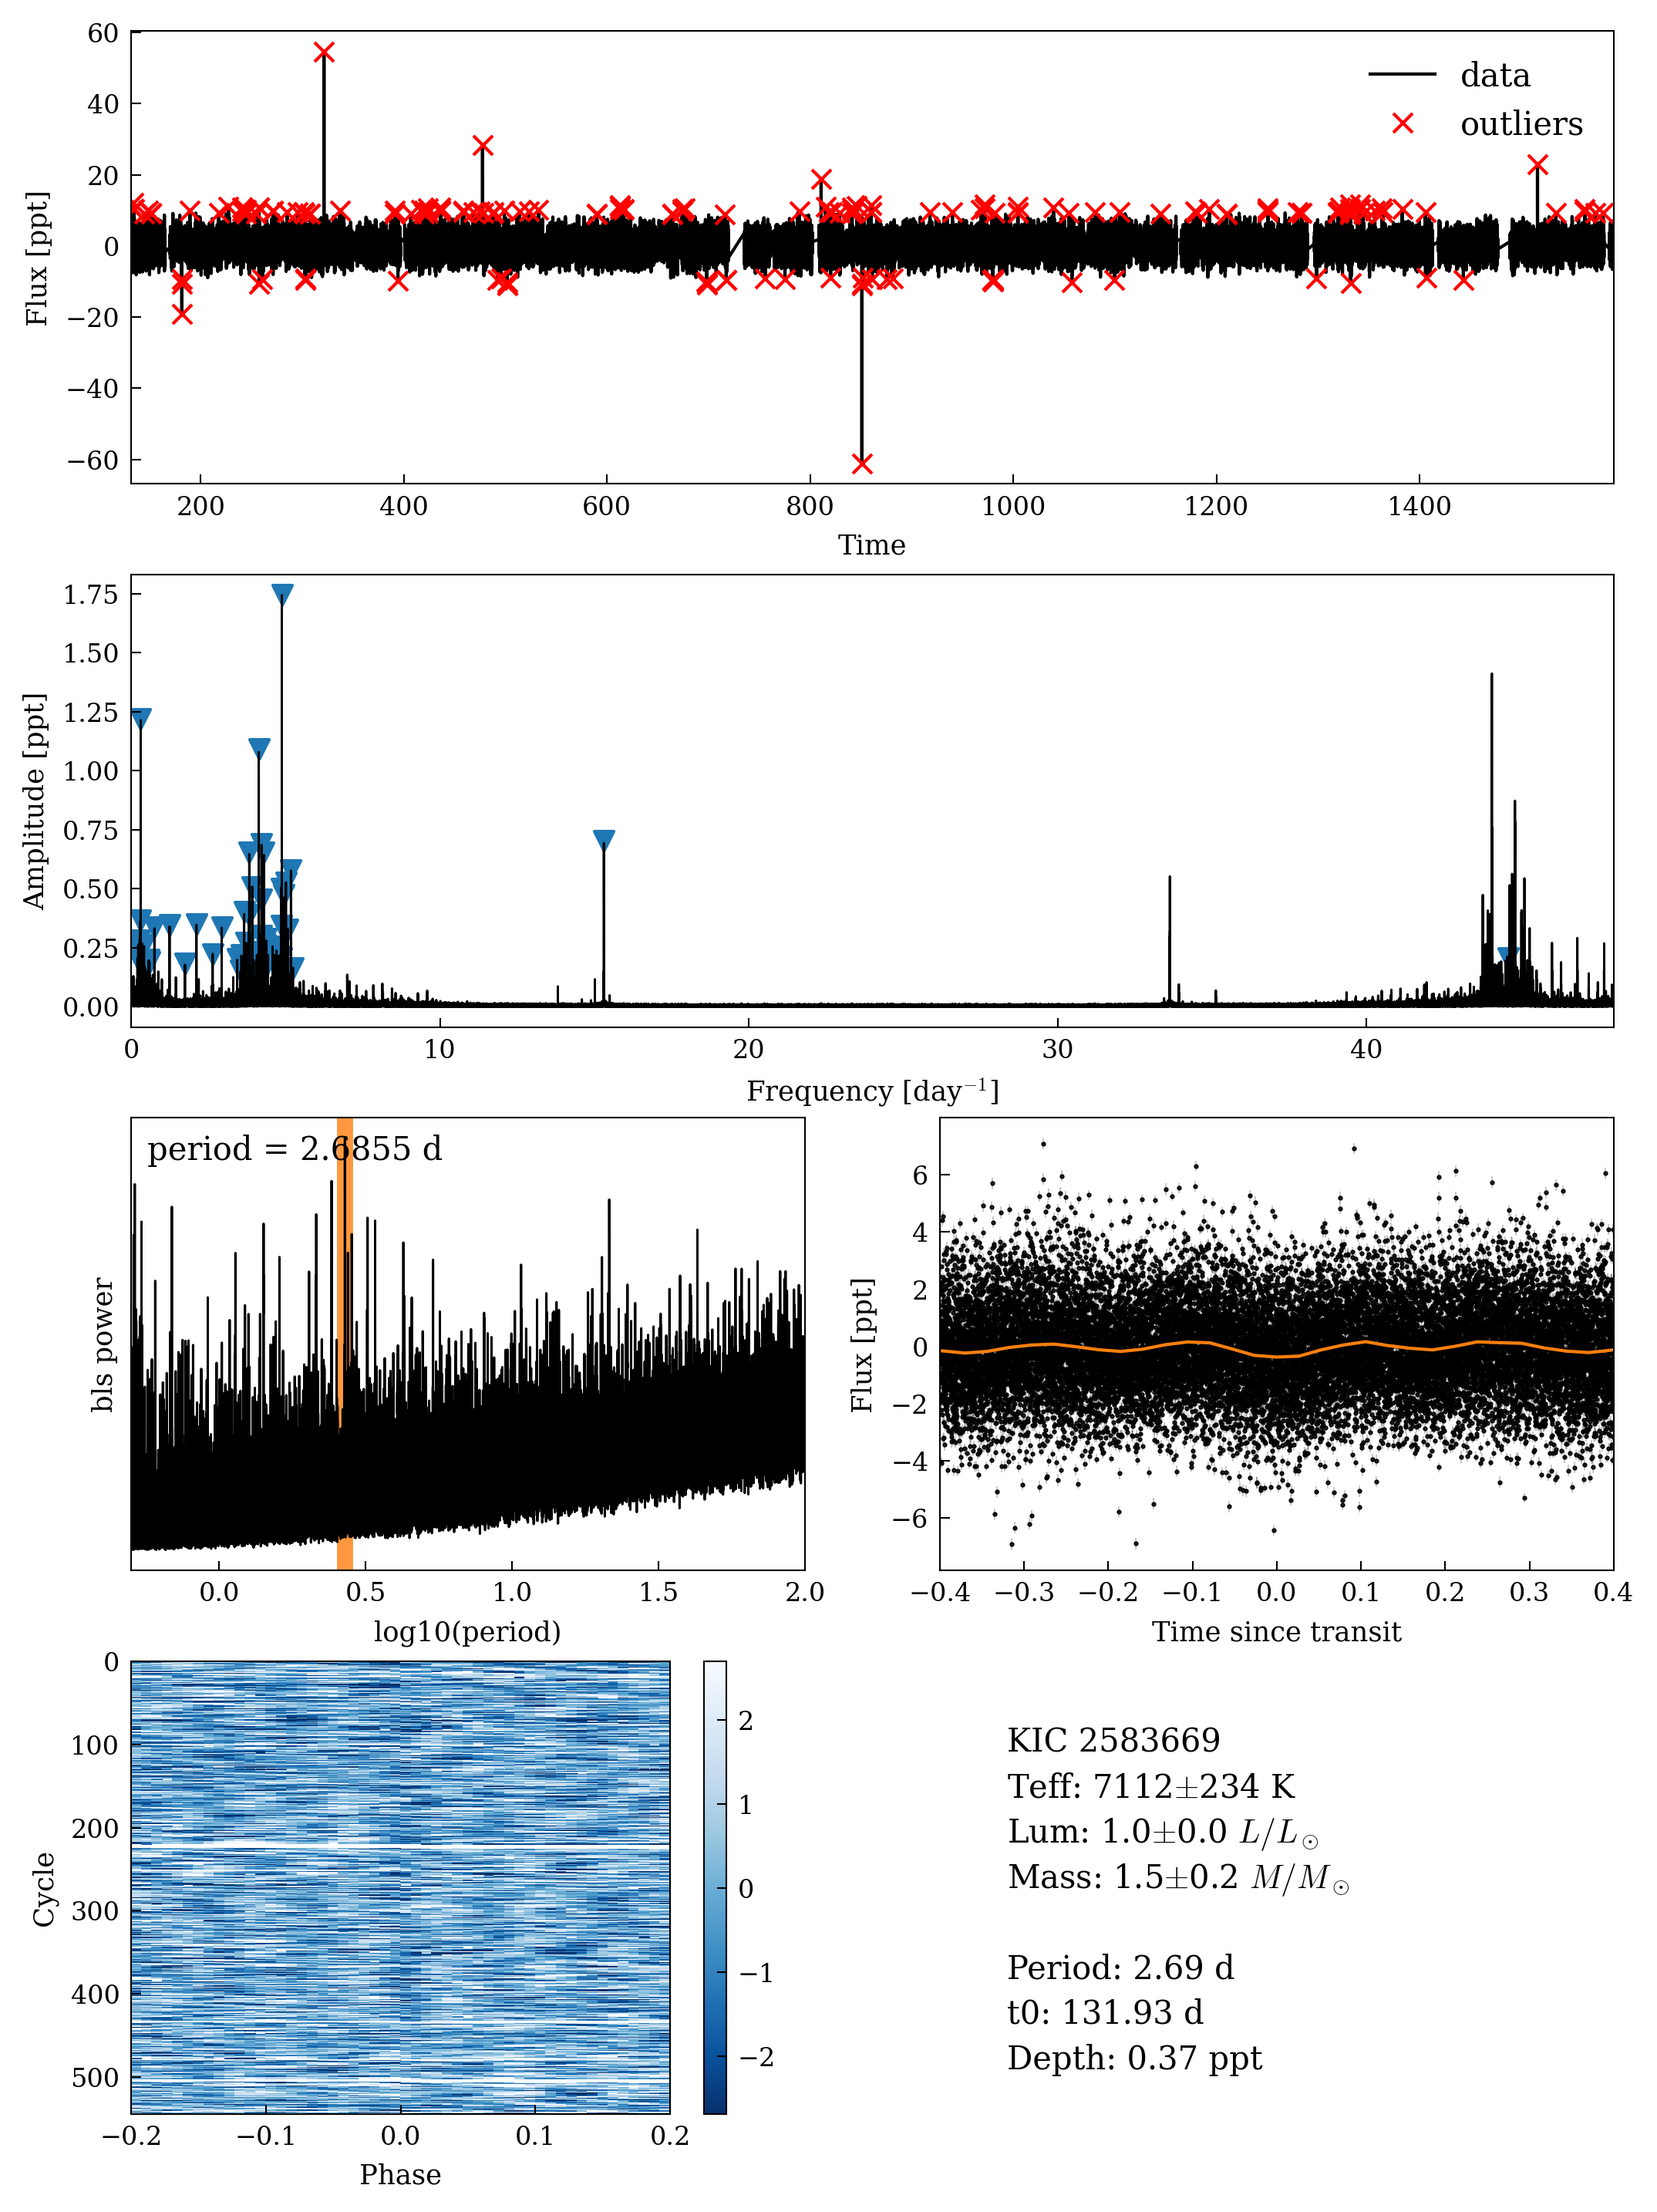 60
40
20
0
−20
−40
−60
Flux [ppt]
data
outliers
200 400 600 800 1000 1200 1400
Time
1.75
1.50
1.25
1.00
0.75
0.50
0.25
0.00
Amplitude [ppt]
0 10 20 30 40
Frequency [day⁻¹]
period = 2.6855 d
bls power
0.0 0.5 1.0 1.5 2.0
log10(period)
6
4
2
0
−2
−4
−6
Flux [ppt]
−0.4 −0.3 −0.2 −0.1 0.0 0.1 0.2 0.3 0.4
Time since transit
0
100
200
300
400
500
Cycle
−0.2 −0.1 0.0 0.1 0.2
Phase
2
1
0
−1
−2
KIC 2583669
Teff: 7112±234 K
Lum: 1.0±0.0 L/L☉
Mass: 1.5±0.2 M/M☉
Period: 2.69 d
t0: 131.93 d
Depth: 0.37 ppt